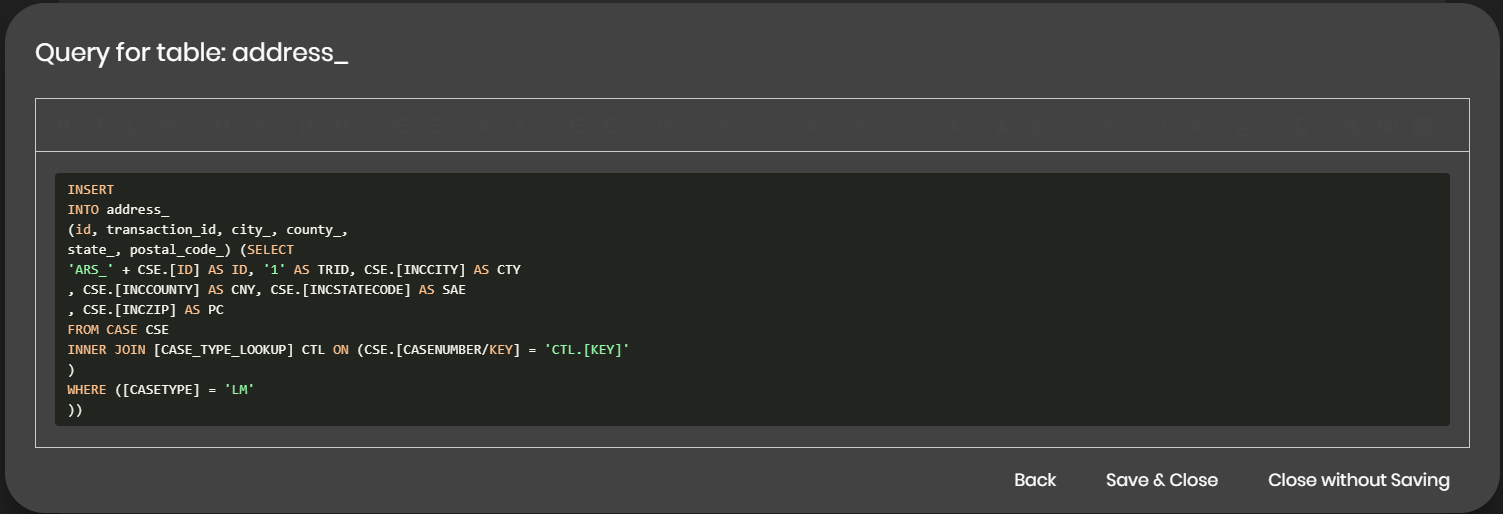 Query for table: address_
INSERT
INTO address_
(id, transaction_id, city_, county_,
state_, postal_code_) (SELECT
'ARS_' + CSE.[ID] AS ID, '1' AS TRID, CSE.[INCCITY] AS CTY
, CSE.[INCCOUNTY] AS CNY, CSE.[INCSTATECODE] AS SAE
, CSE.[INCZIP] AS PC
FROM CASE CSE
INNER JOIN [CASE_TYPE_LOOKUP] CTL ON (CSE.[CASENUMBER/KEY] = 'CTL.[KEY]'
)
WHERE ([CASETYPE] = 'LM'
))
Back Save & Close Close without Saving